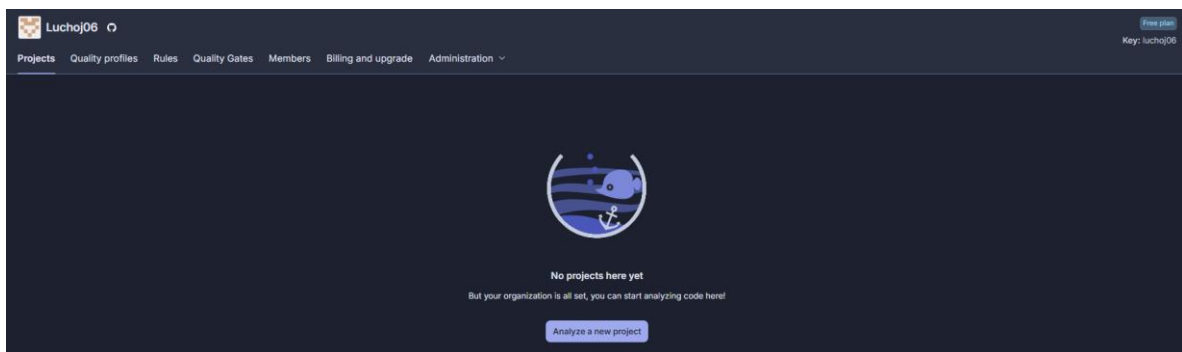 Luchoj06
Free plan
Key: luchoj06
Projects Quality profiles Rules Quality Gates Members Billing and upgrade Administration
No projects here yet
But your organization is all set, you can start analyzing code here!
Analyze a new project